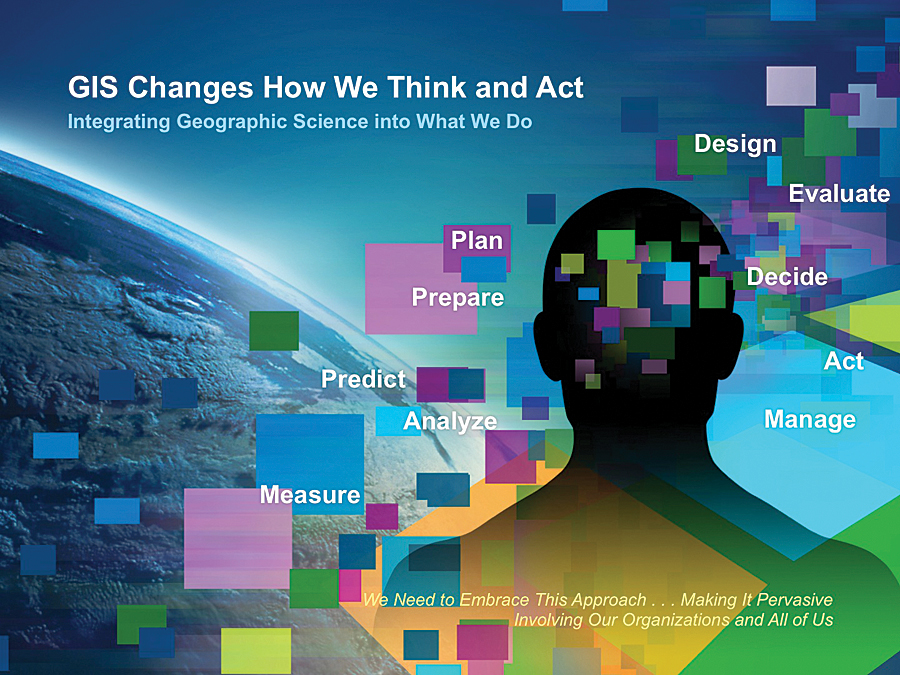 GIS Changes How We Think and Act
Integrating Geographic Science into What We Do
Design
Evaluate
Plan
Decide
Prepare
Act
Predict
Manage
Analyze
Measure
We Need to Embrace This Approach . . . Making It Pervasive
Involving Our Organizations and All of Us